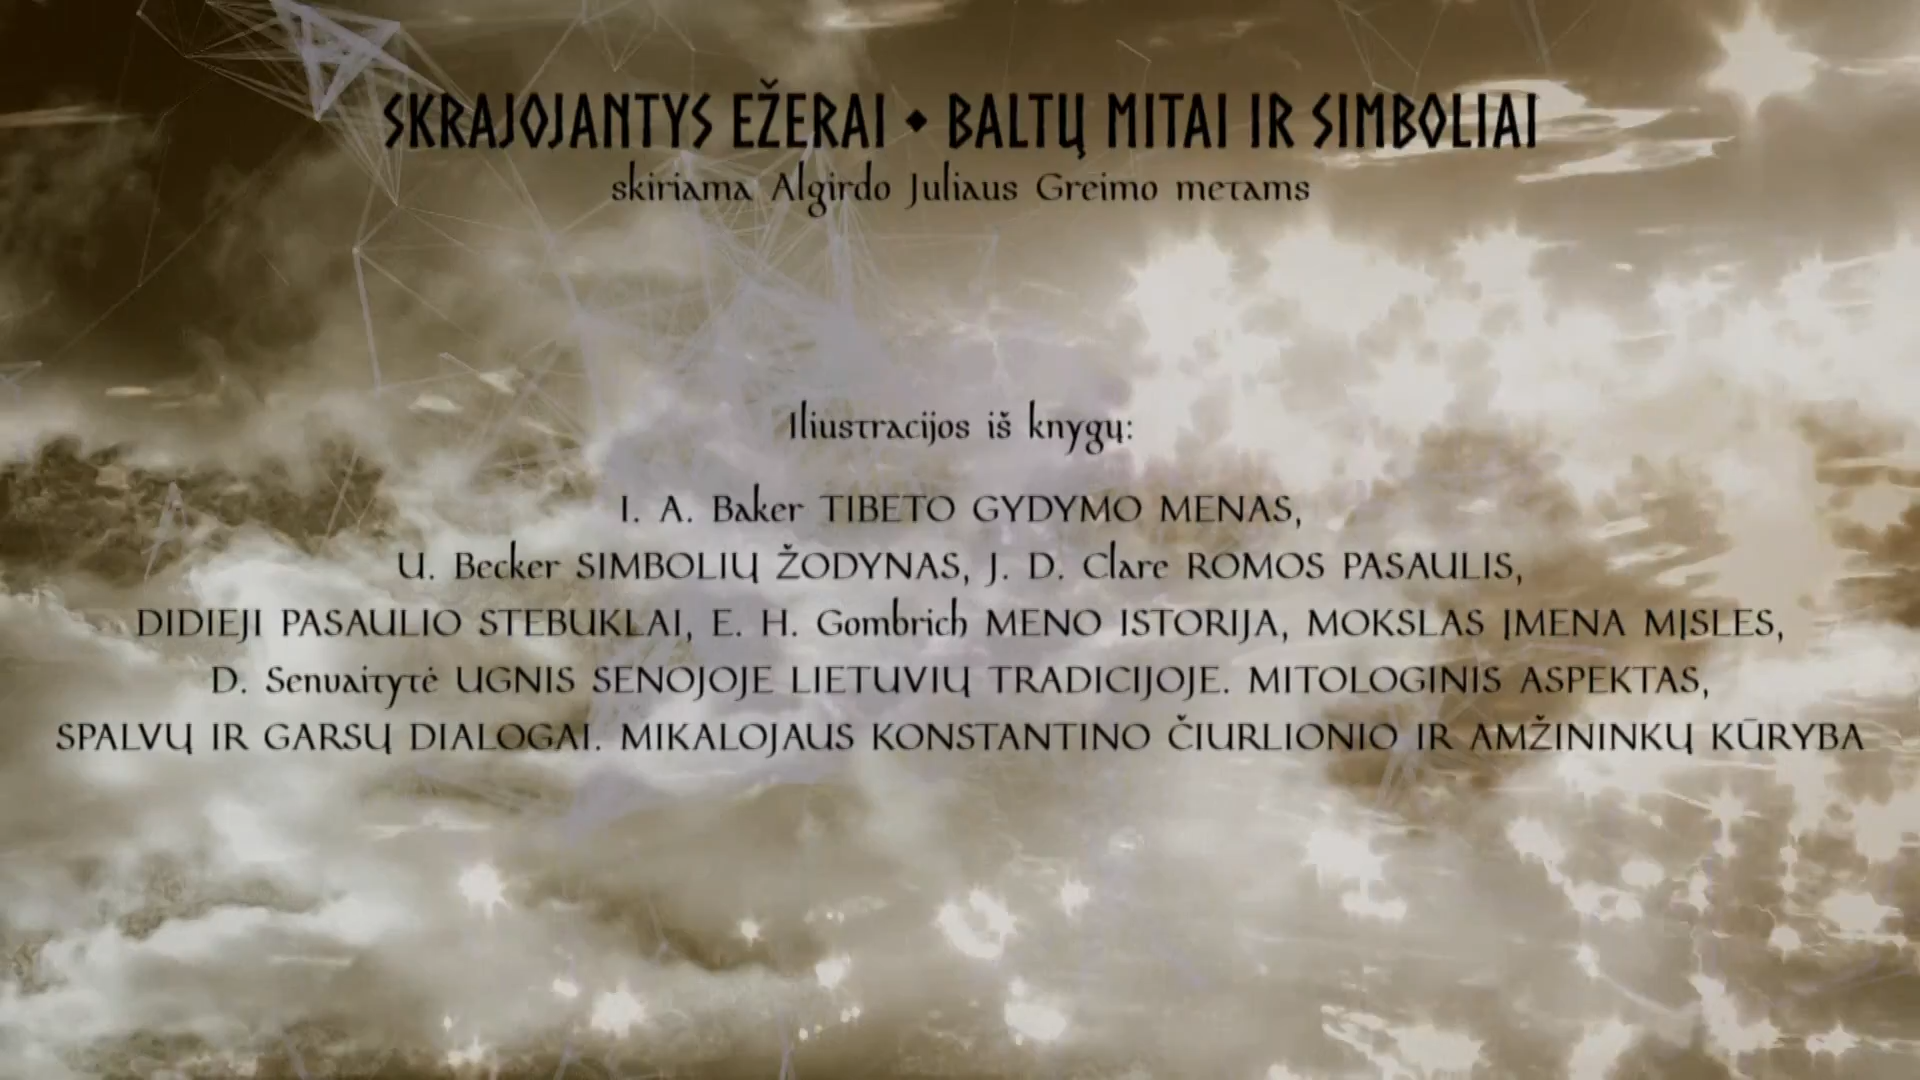 SKRAJOJANTYS EŽERAI ◆ BALTŲ MITAI IR SIMBOLIAI
skiriama Algirdo Juliaus Greimo metams
Iliustracijos iš knygų:
I. A. Baker TIBETO GYDYMO MENAS,
U. Becker SIMBOLIŲ ŽODYNAS, J. D. Clare ROMOS PASAULIS,
DIDIEJI PASAULIO STEBUKLAI, E. H. Gombrich MENO ISTORIJA, MOKSLAS ĮMENA MĮSLES,
D. Senvaitytė UGNIS SENOJOJE LIETUVIŲ TRADICIJOJE. MITOLOGINIS ASPEKTAS,
SPALVŲ IR GARSŲ DIALOGAI. MIKALOJAUS KONSTANTINO ČIURLIONIO IR AMŽININKŲ KŪRYBA